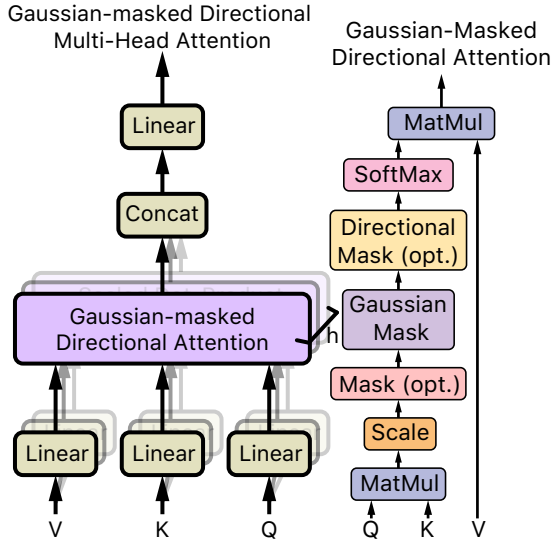 Gaussian-masked Directional
Multi-Head Attention
Linear
Concat
Gaussian-masked
Directional Attention
h
Linear
Linear
Linear
V
K
Q
Gaussian-Masked
Directional Attention
MatMul
SoftMax
Directional
Mask (opt.)
Gaussian
Mask
Mask (opt.)
Scale
MatMul
Q
K
V